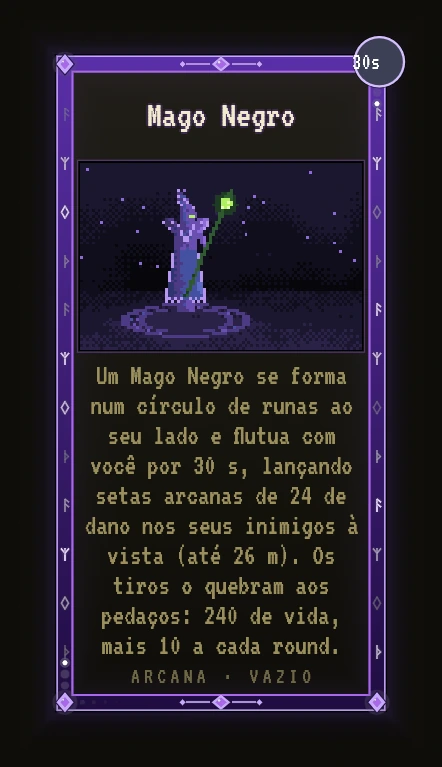 30s
Mago Negro
Um Mago Negro se forma
num círculo de runas ao
seu lado e flutua com
você por 30 s, lançando
setas arcanas de 24 de
dano nos seus inimigos à
vista (até 26 m). Os
tiros o quebram aos
pedaços: 240 de vida,
mais 10 a cada round.
ARCANA · VAZIO